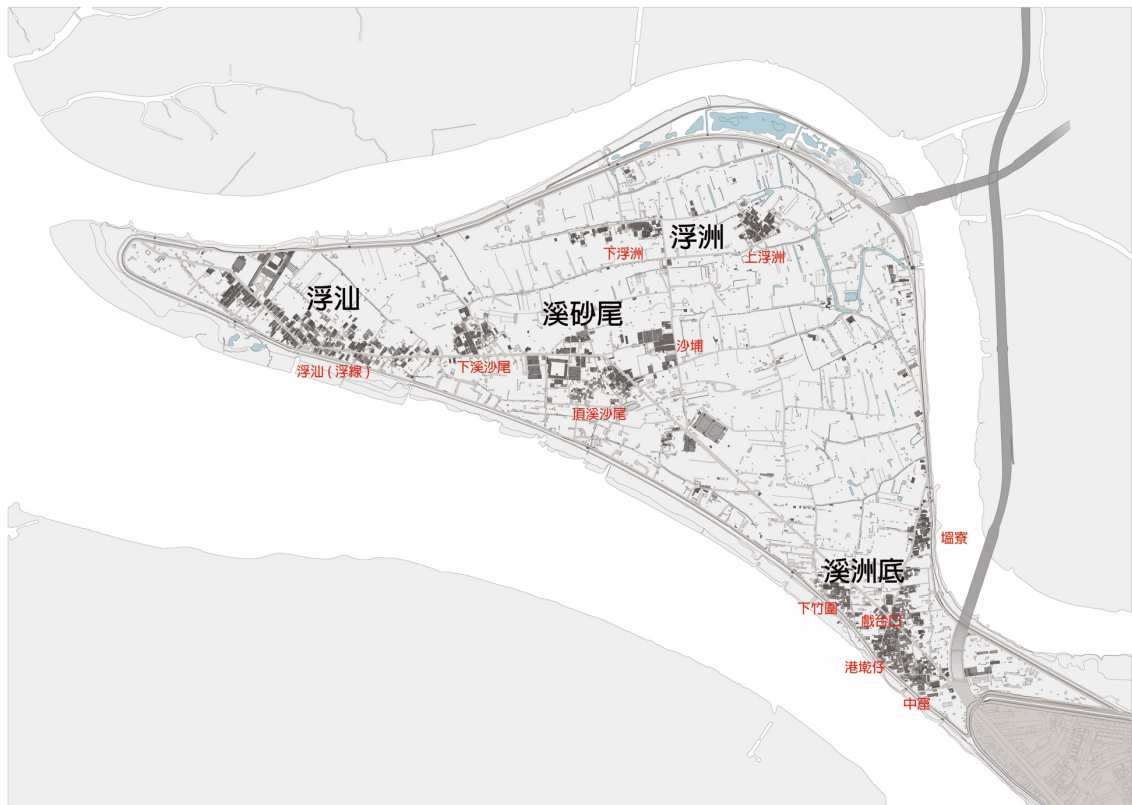 浮洲
下浮洲
上浮洲
浮汕
溪砂尾
沙埔
下溪沙尾
浮汕(浮線)
頂溪沙尾
塭寮
溪洲底
下竹圍
戲台口
港墘仔
中窟